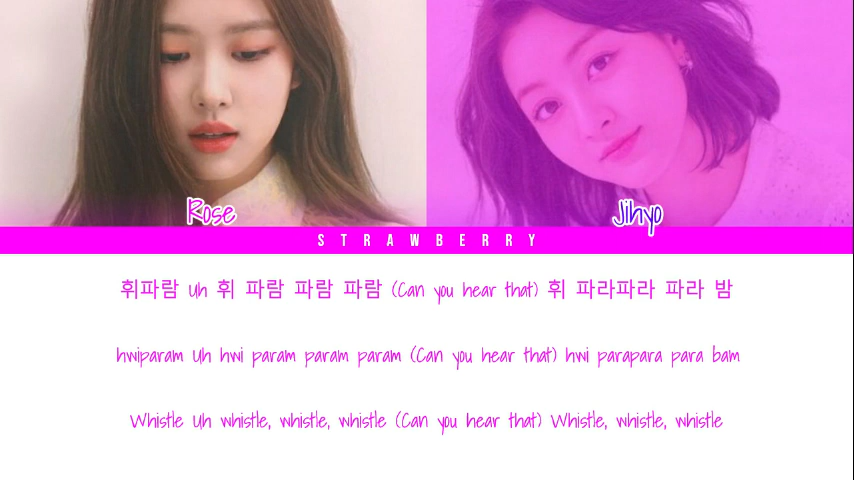 Rose
Jihyo
STRAWBERRY
휘파람 Uh 휘 파람 파람 파람 (Can you hear that) 휘 파라파라 파라 밤
hwiparam Uh hwi param param param (Can you hear that) hwi parapara para bam
Whistle Uh whistle, whistle, whistle (Can you hear that) Whistle, whistle, whistle